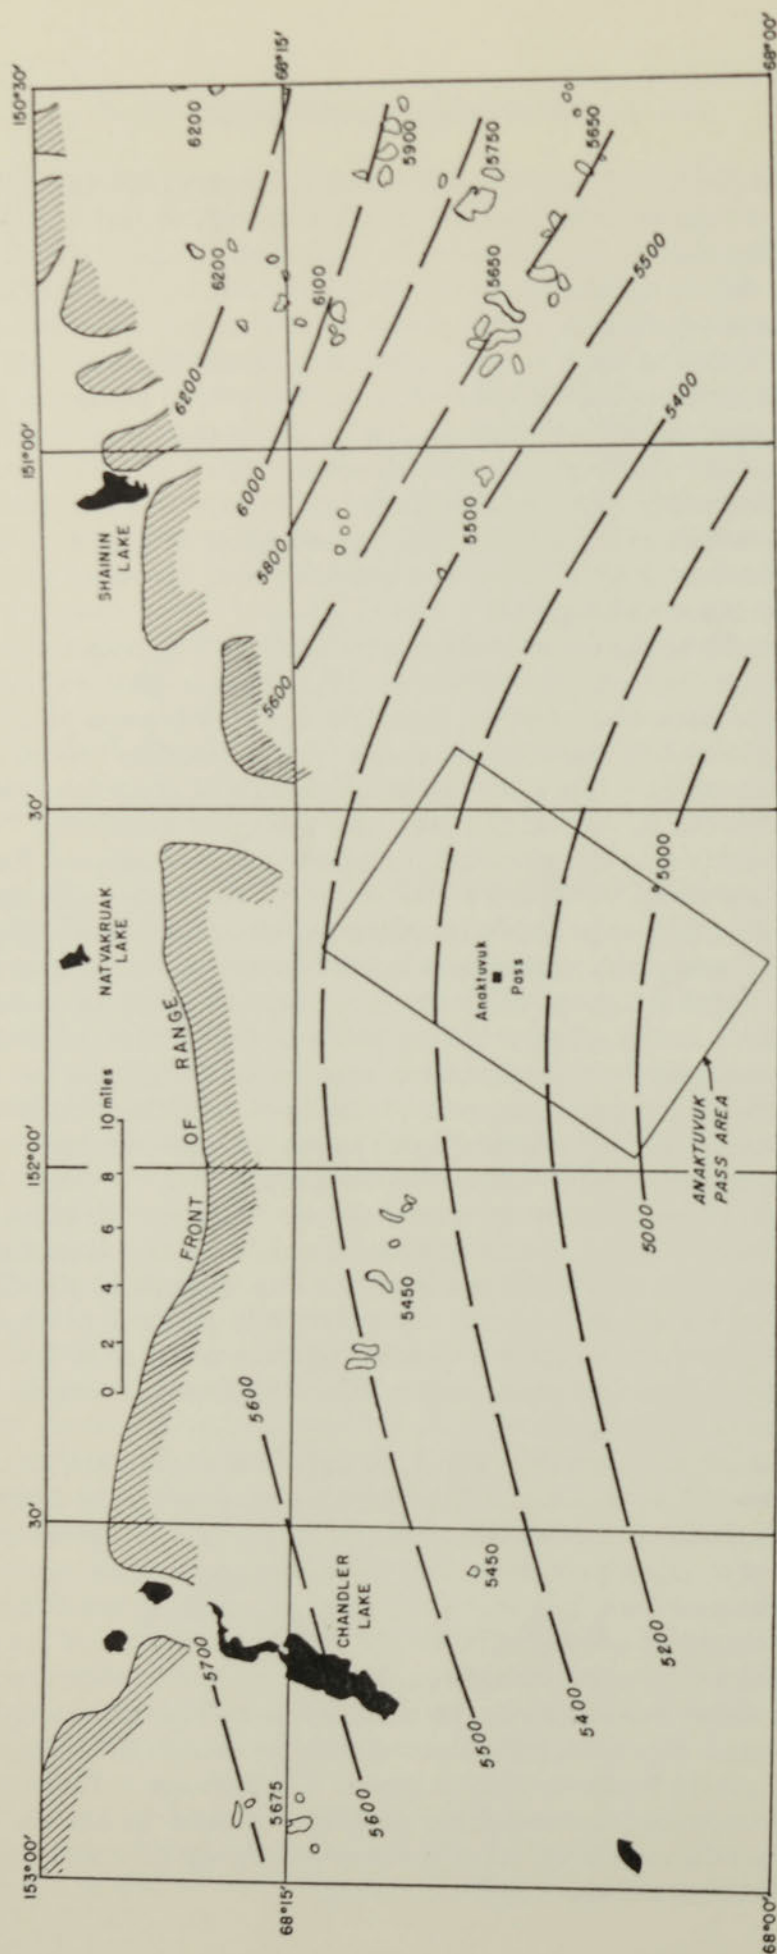 153°00'
30'
152°00'
30'
151°00'
150°30'
SHAININ
LAKE
NATVAKRUAK
LAKE
FRONT OF RANGE
0 2 4 6 8 10 miles
6200
6200
6200
68°15'
68°15'
5700
5600
6000
6100
5900
5800
5750
5675
5600
5600
CHANDLER
LAKE
5450
5450
5500
5650
5650
5500
5500
5400
Anaktuvuk
Pass
5400
5200
5000
5000
ANAKTUVUK
PASS AREA
68°00'
68°00'